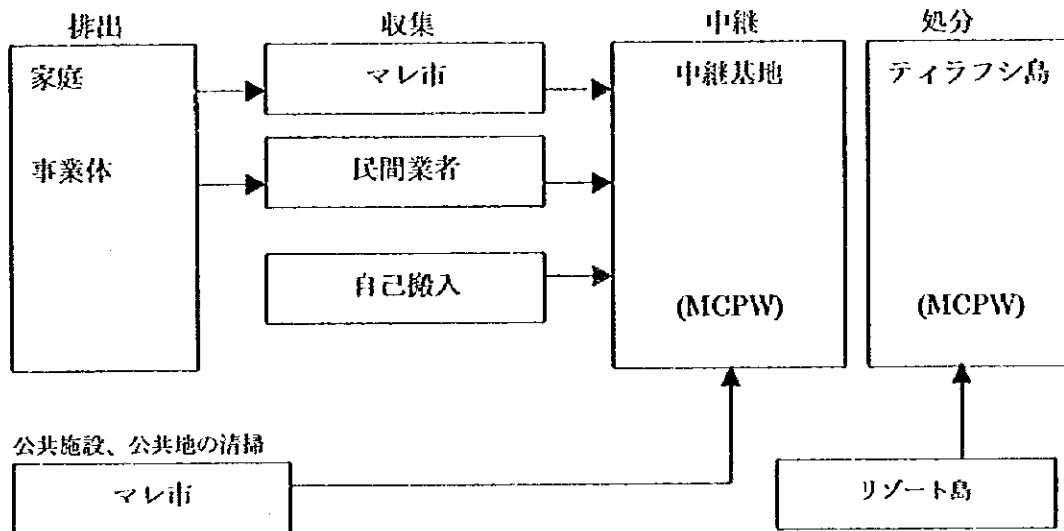 排出 収集 中継 処分
家庭 マレ市 中継基地 ティラフシ島
事業体 民間業者
自己搬入
(MCPW) (MCPW)
公共施設、公共地の清掃
マレ市 リゾート島